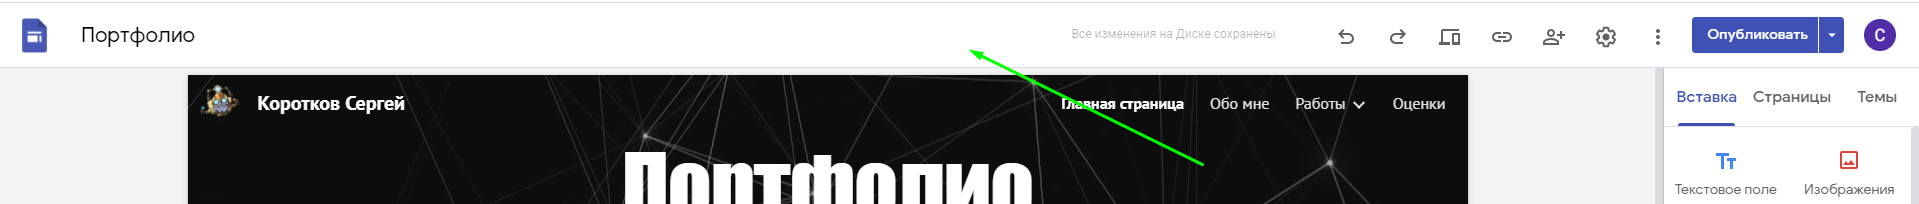 Портфолио
Все изменения на Диске сохранены
Опубликовать
С
Коротков Сергей
Главная страница
Обо мне
Работы
Оценки
Вставка
Страницы
Темы
Портфолио
Текстовое поле
Изображения